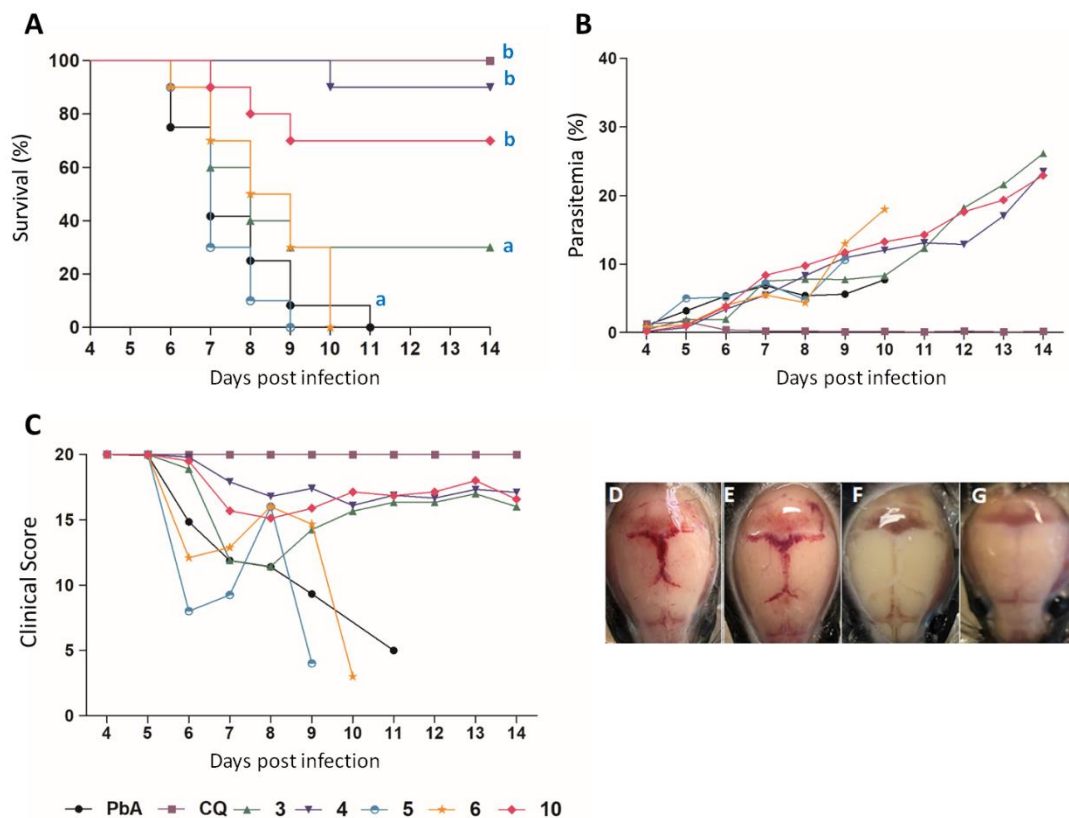 A
b
b
b
a
a
Survival (%)
100
80
60
40
20
0
4 5 6 7 8 9 10 11 12 13 14
Days post infection
B
Parasitemia (%)
40
30
20
10
0
4 5 6 7 8 9 10 11 12 13 14
Days post infection
C
Clinical Score
20
15
10
5
0
4 5 6 7 8 9 10 11 12 13 14
Days post infection
D E F G
PbA CQ 3 4 5 6 10